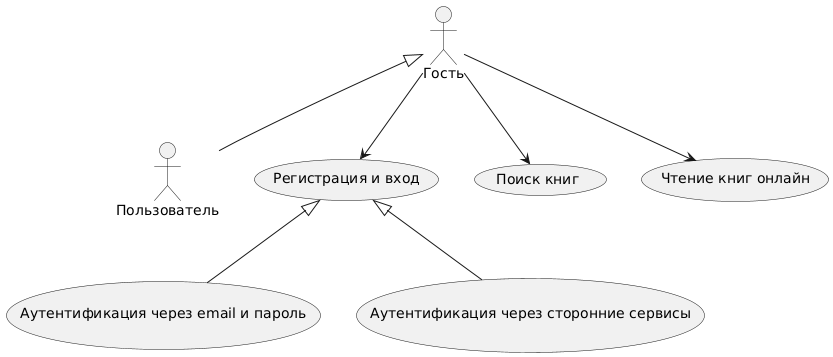 Гость
Регистрация и вход
Поиск книг
Чтение книг онлайн
Пользователь
Аутентификация через email и пароль
Аутентификация через сторонние сервисы